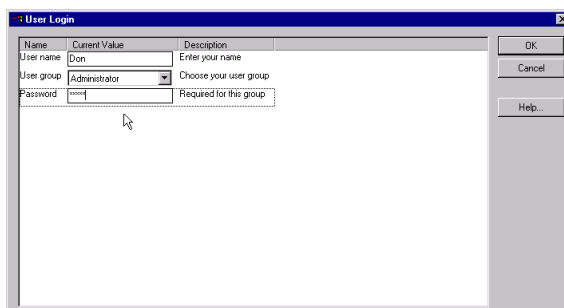 User Login
Name Current Value Description
User name Don Enter your name
User group Administrator Choose your user group
Password xxxxx Required for this group
OK
Cancel
Help...